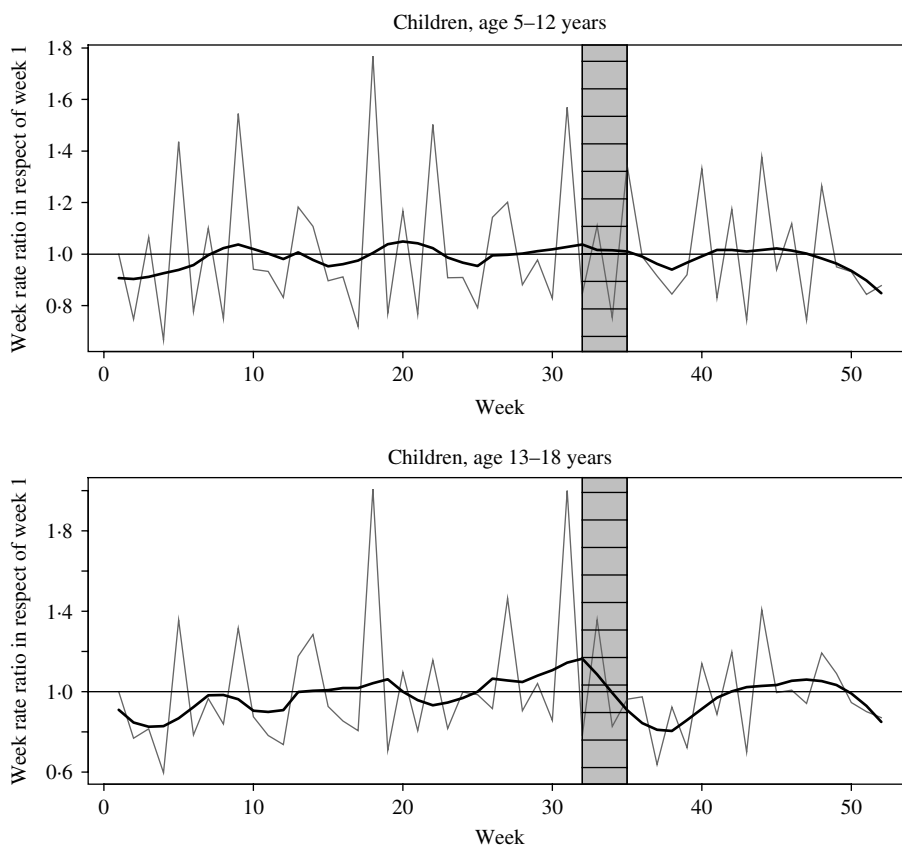 Children, age 5–12 years
Week rate ratio in respect of week 1
1·8
1·6
1·4
1·2
1·0
0·8
0 10 20 30 40 50
Week
Children, age 13–18 years
Week rate ratio in respect of week 1
1·8
1·4
1·0
0·6
0 10 20 30 40 50
Week